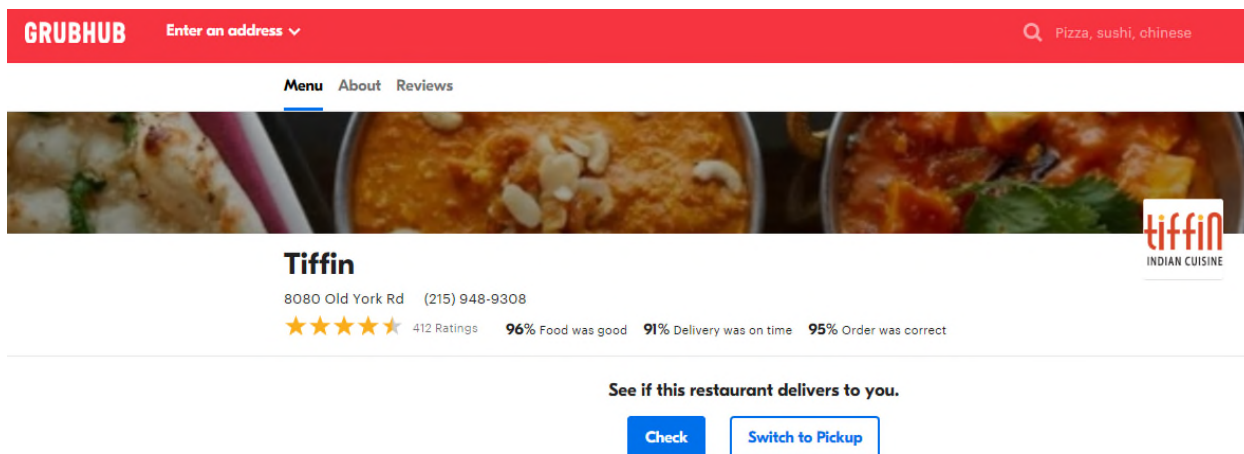 GRUBHUB Enter an address Pizza, sushi, chinese
Menu About Reviews
tiffin
INDIAN CUISINE
Tiffin
8080 Old York Rd (215) 948-9308
412 Ratings 96% Food was good 91% Delivery was on time 95% Order was correct
See if this restaurant delivers to you.
Check Switch to Pickup